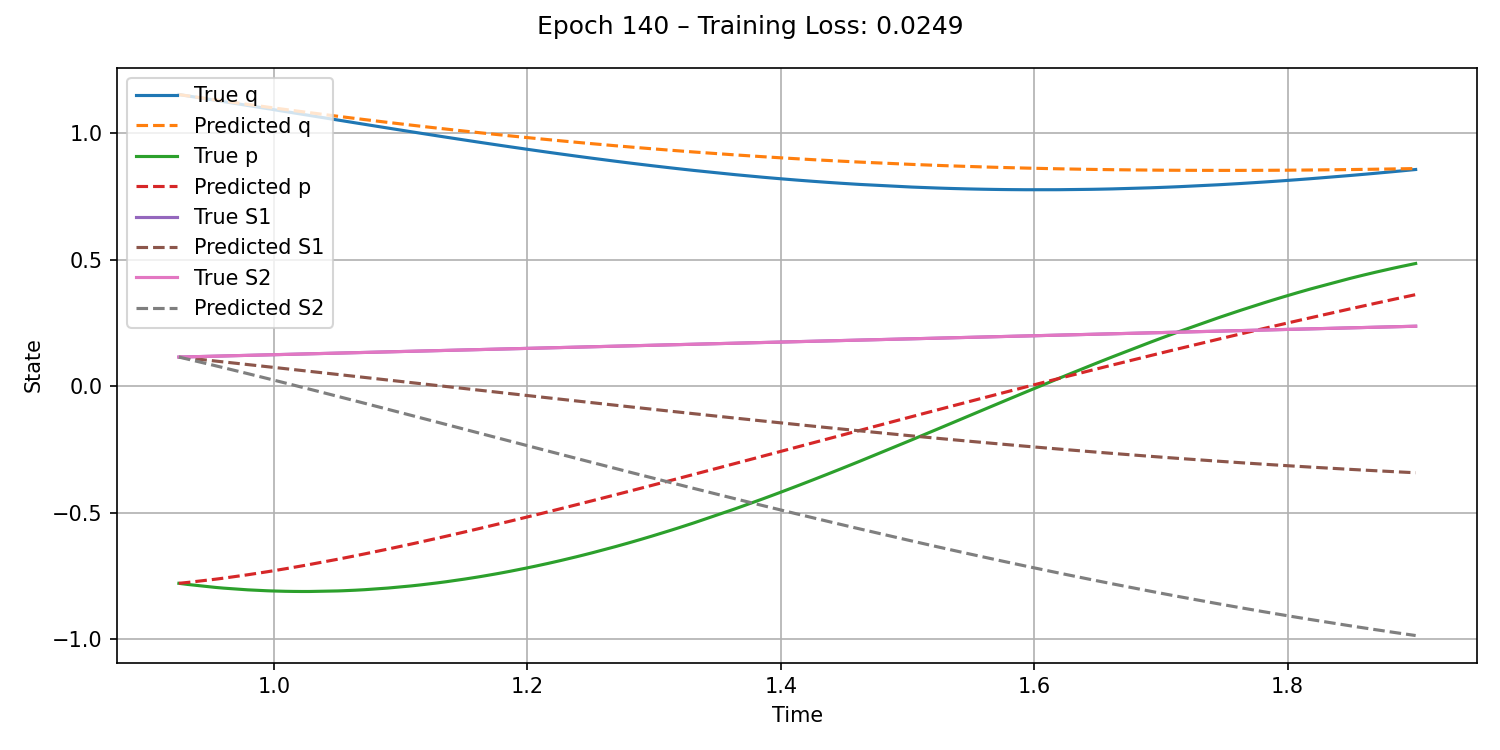 Epoch 140 – Training Loss: 0.0249
True q
Predicted q
True p
Predicted p
True S1
Predicted S1
True S2
Predicted S2
1.0
0.5
0.0
−0.5
−1.0
State
1.0 1.2 1.4 1.6 1.8
Time